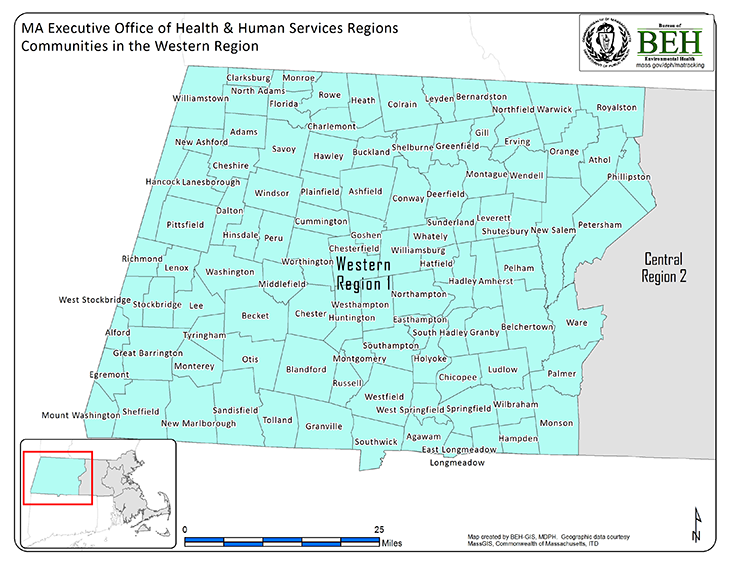 MA Executive Office of Health & Human Services Regions
Communities in the Western Region
Bureau of
BEH
Environmental Health
mass.gov/dph/matracking
Clarksburg
Monroe
Williamstown
North Adams
Florida
Rowe
Heath
Colrain
Leyden
Bernardston
Northfield
Warwick
Royalston
Charlemont
Adams
New Ashford
Savoy
Hawley
Buckland
Shelburne
Greenfield
Gill
Erving
Orange
Athol
Cheshire
Hancock
Lanesborough
Windsor
Plainfield
Ashfield
Conway
Deerfield
Montague
Wendell
Phillipston
Dalton
Pittsfield
Hinsdale
Peru
Cummington
Goshen
Chesterfield
Williamsburg
Whately
Hatfield
Sunderland
Leverett
Shutesbury
New Salem
Petersham
Richmond
Lenox
Washington
Worthington
Middlefield
Western
Region 1
Hadley
Amherst
Pelham
Central
Region 2
West Stockbridge
Stockbridge
Lee
Becket
Chester
Westhampton
Huntington
Northampton
Easthampton
South Hadley
Granby
Belchertown
Ware
Alford
Tyringham
Great Barrington
Monterey
Otis
Blandford
Southampton
Montgomery
Holyoke
Russell
Chicopee
Ludlow
Palmer
Egremont
Mount Washington
Sheffield
New Marlborough
Sandisfield
Tolland
Granville
Westfield
West Springfield
Springfield
Wilbraham
Southwick
Agawam
East Longmeadow
Longmeadow
Hampden
Monson
0
25
Miles
N
Map created by BEH-GIS, MDPH. Geographic data courtesy
MassGIS, Commonwealth of Massachusetts, ITD